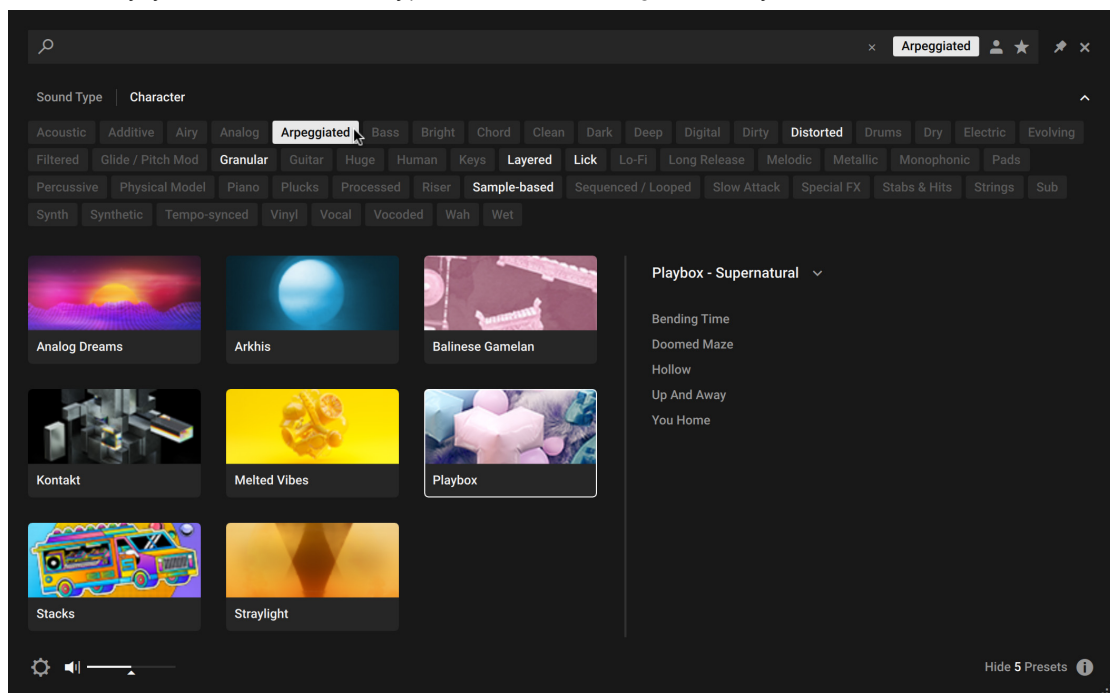 × Arpeggiated ×
Sound Type Character
Acoustic Additive Airy Analog Arpeggiated Bass Bright Chord Clean Dark Deep Digital Dirty Distorted Drums Dry Electric Evolving
Filtered Glide / Pitch Mod Granular Guitar Huge Human Keys Layered Lick Lo-Fi Long Release Melodic Metallic Monophonic Pads
Percussive Physical Model Piano Plucks Processed Riser Sample-based Sequenced / Looped Slow Attack Special FX Stabs & Hits Strings Sub
Synth Synthetic Tempo-synced Vinyl Vocal Vocoded Wah Wet
Analog Dreams Arkhis Balinese Gamelan
Kontakt Melted Vibes Playbox
Stacks Straylight
Playbox - Supernatural
Bending Time
Doomed Maze
Hollow
Up And Away
You Home
Hide 5 Presets